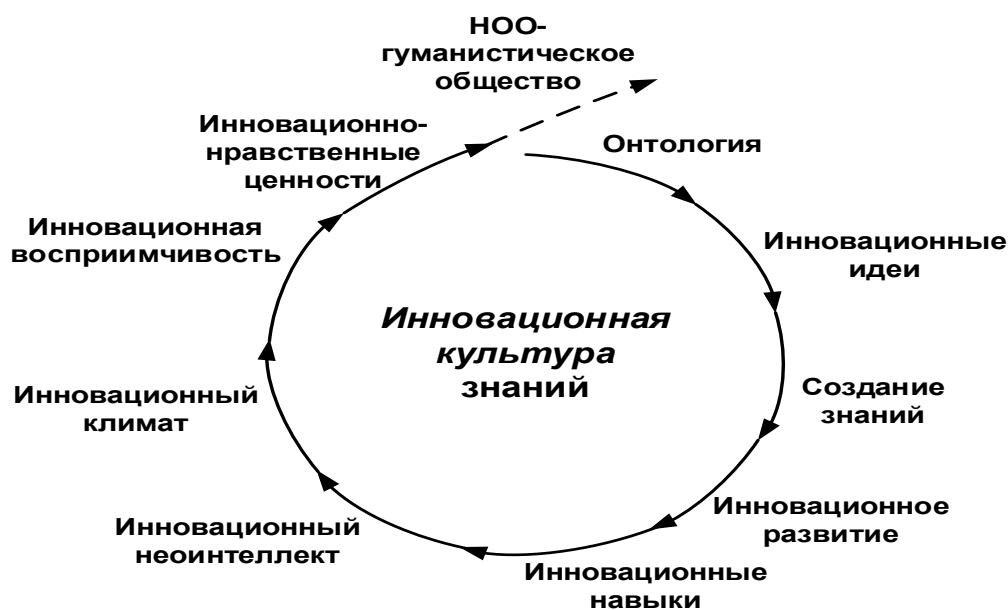 НОО-
гуманистическое
общество
Инновационно-
нравственные
ценности
Онтология
Инновационная
восприимчивость
Инновационные
идеи
Инновационная
культура
знаний
Инновационный
климат
Создание
знаний
Инновационный
неоинтеллект
Инновационное
развитие
Инновационные
навыки